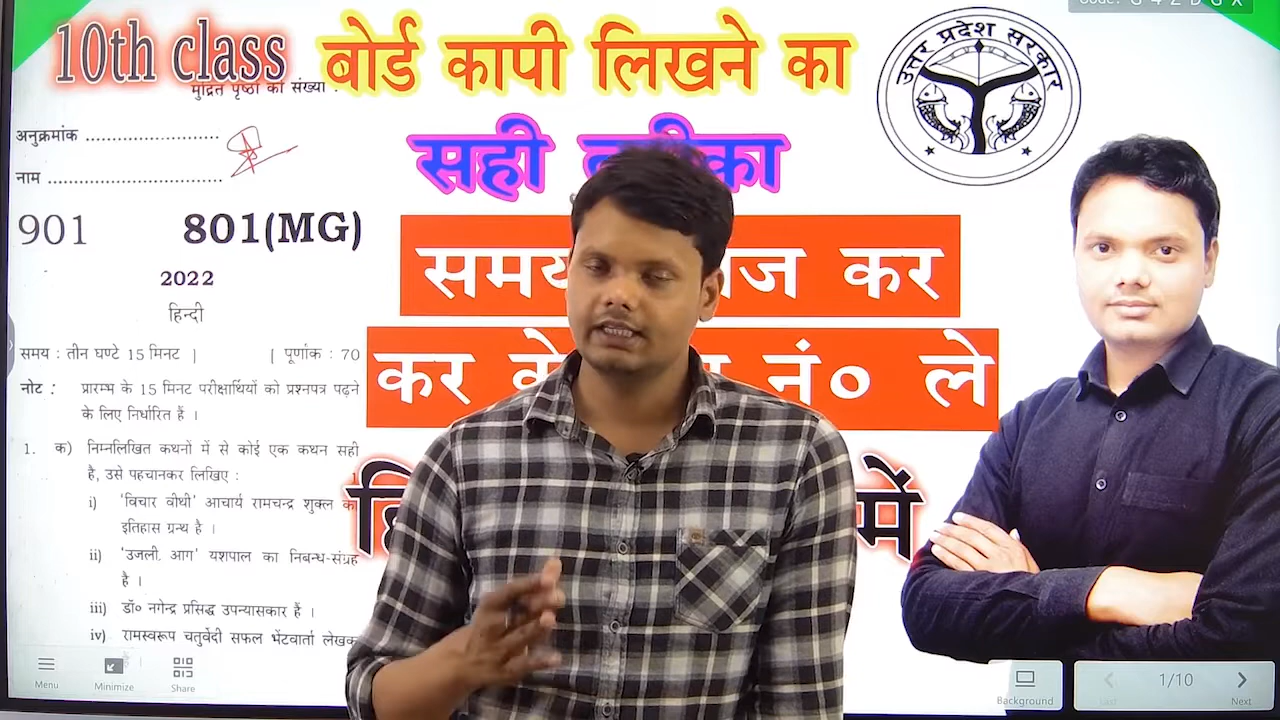 10th class
बोर्ड कापी लिखने का
मुद्रित पृष्ठों की संख्या :
उत्तर प्रदेश सरकार
अनुक्रमांक
नाम
सही
901 801(MG)
2022
हिन्दी
समय : तीन घण्टे 15 मिनट ] [ पूर्णांक : 70
नोट : प्रारम्भ के 15 मिनट परीक्षार्थियों को प्रश्नपत्र पढ़ने
के लिए निर्धारित हैं ।
1. क) निम्नलिखित कथनों में से कोई एक कथन सही
है, उसे पहचानकर लिखिए : 1
i) 'विचार वीथी' आचार्य रामचन्द्र शुक्ल का
इतिहास ग्रन्थ है ।
ii) 'उजली आग' यशपाल का निबन्ध-संग्रह
है ।
iii) डॉ० नगेन्द्र प्रसिद्ध उपन्यासकार हैं ।
iv) रामस्वरूप चतुर्वेदी सफल भेंटवार्ता लेखक
कर
कर नं० ले
में
Menu
Minimize
Share
Background
1/10
Next